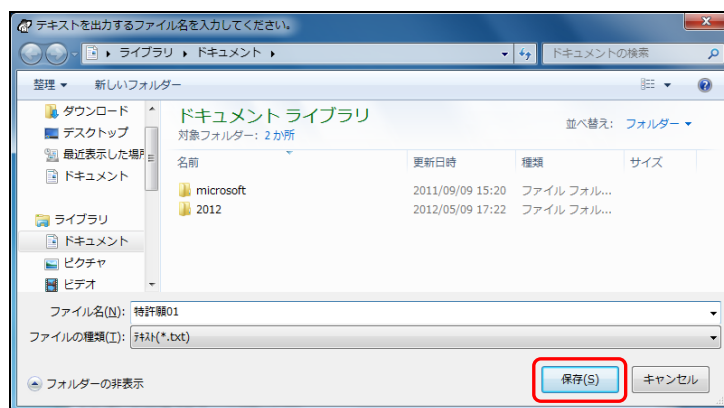 テキストを出力するファイル名を入力してください。
ライブラリ ▸ ドキュメント ▸
ドキュメントの検索
整理 ▼ 新しいフォルダー
ダウンロード
デスクトップ
最近表示した場所
ドキュメント
ライブラリ
ドキュメント
ピクチャ
ビデオ
ドキュメント ライブラリ
対象フォルダー: 2 か所
並べ替え: フォルダー ▼
名前 更新日時 種類 サイズ
microsoft 2011/09/09 15:20 ファイル フォル...
2012 2012/05/09 17:22 ファイル フォル...
ファイル名(N): 特許願01
ファイルの種類(T): ﾃｷｽﾄ(*.txt)
フォルダーの非表示
保存(S) キャンセル